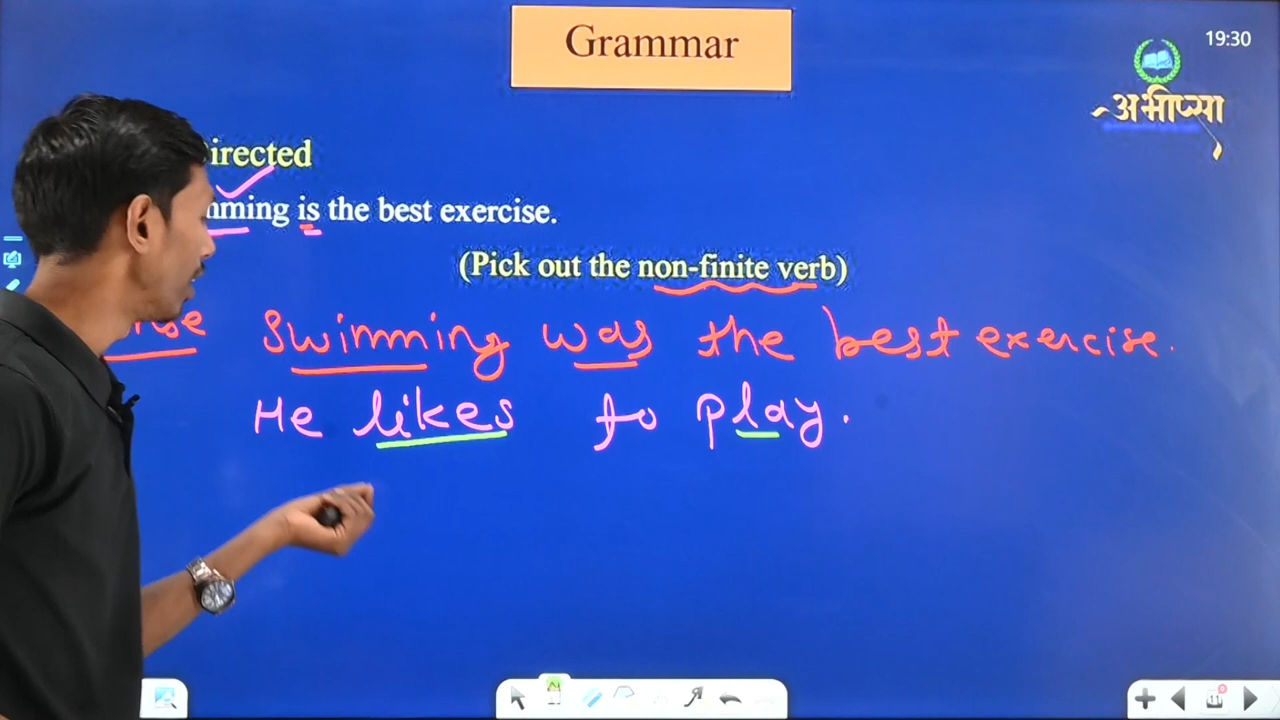 Grammar
19:30
अभीप्सा
irected
mming is the best exercise.
(Pick out the non-finite verb)
Swimming was the best exercise.
He likes to play.
11